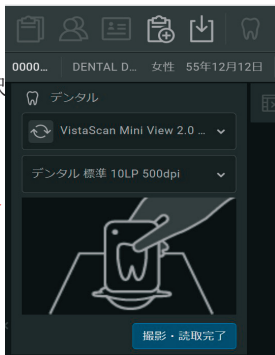 0000... DENTAL D... 女性 55年12月12日
デンタル
VistaScan Mini View 2.0 ...
デンタル 標準 10LP 500dpi
撮影・読取完了